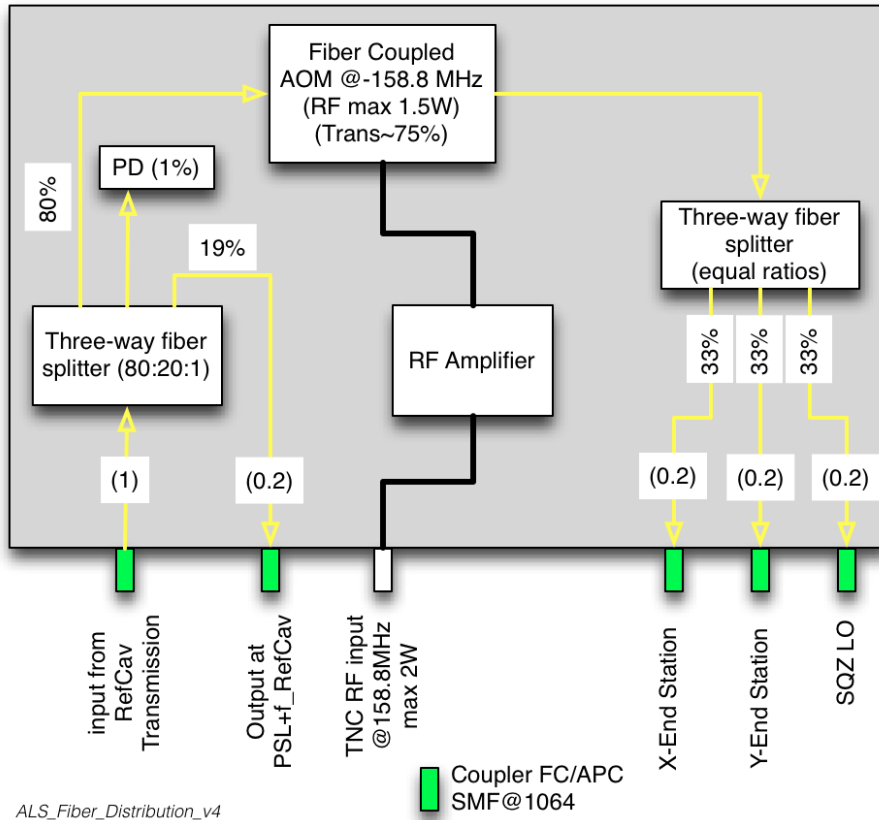 Fiber Coupled
AOM @-158.8 MHz
(RF max 1.5W)
(Trans~75%)
PD (1%)
80%
19%
Three-way fiber
splitter
(equal ratios)
Three-way fiber
splitter (80:20:1)
RF Amplifier
33%
33%
33%
(1)
(0.2)
(0.2)
(0.2)
(0.2)
input from
RefCav
Transmission
Output at
PSL+f_RefCav
TNC RF input
@158.8MHz
max 2W
X-End Station
Y-End Station
SQZ LO
Coupler FC/APC
SMF@1064
ALS_Fiber_Distribution_v4